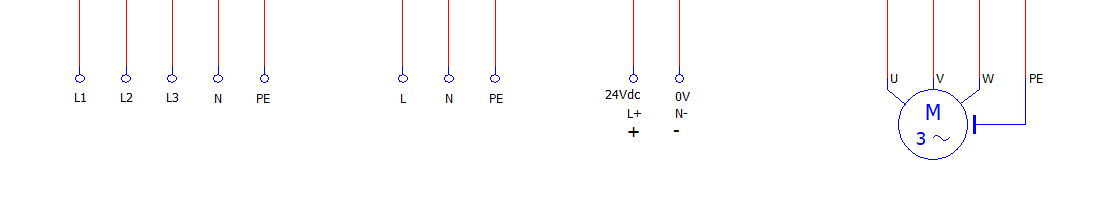 U V W PE
L1 L2 L3 N PE L N PE 24Vdc 0V
L+ N-
+ -
M
3 ~